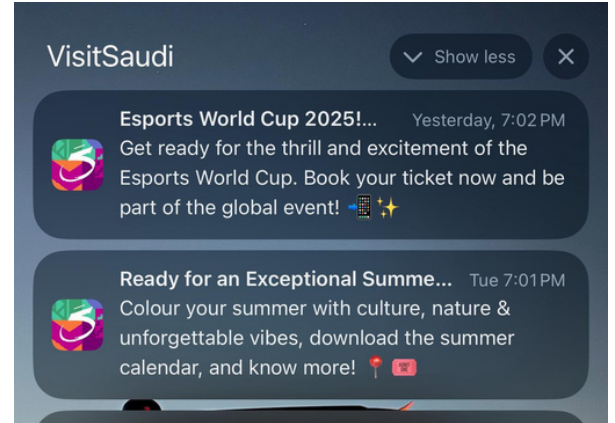 VisitSaudi
Show less
Esports World Cup 2025!...
Yesterday, 7:02 PM
Get ready for the thrill and excitement of the
Esports World Cup. Book your ticket now and be
part of the global event! 📲✨
Ready for an Exceptional Summe...
Tue 7:01 PM
Colour your summer with culture, nature &
unforgettable vibes, download the summer
calendar, and know more! 📍🎟️